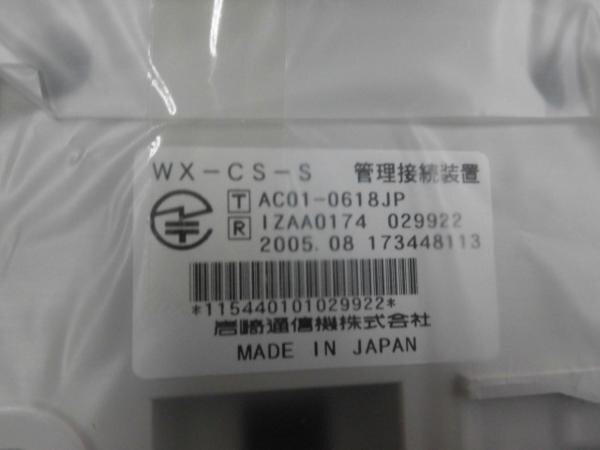 WX-CS-S 管理接続装置
T AC01-0618JP
R IZAA0174 029922
2005.08 173448113
*115440101029922*
岩崎通信機株式会社
MADE IN JAPAN